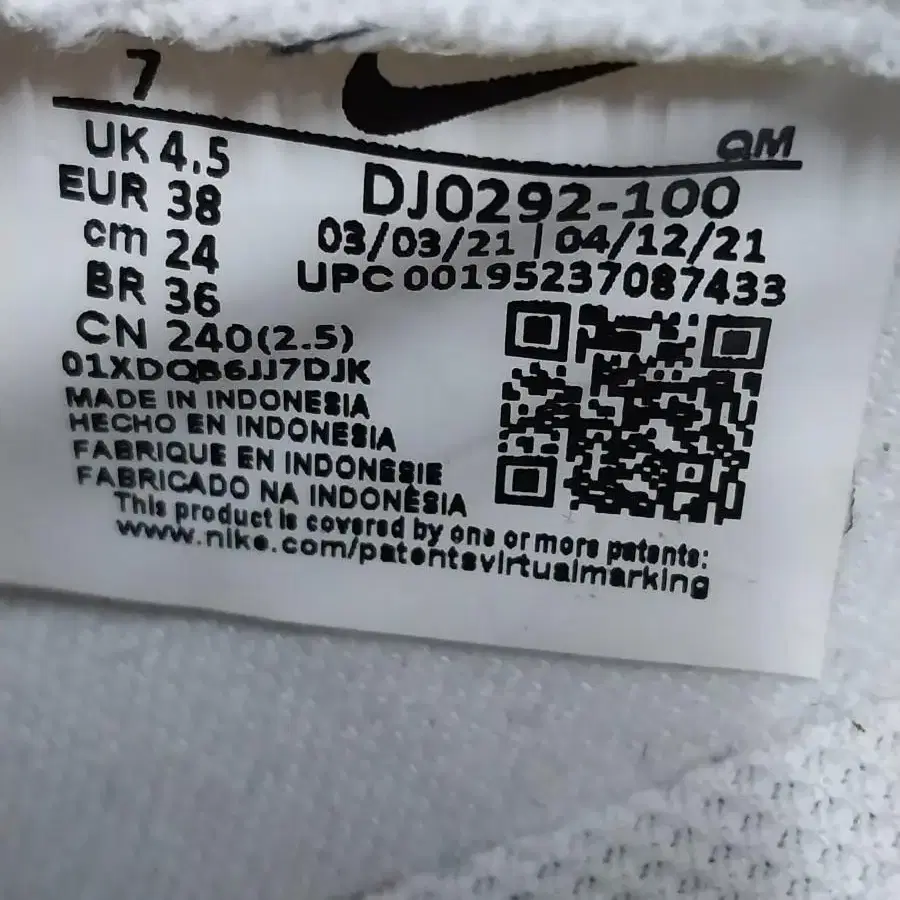 7
QM
UK 4.5
EUR 38
cm 24
BR 36
CN 240(2.5)
DJ0292-100
03/03/21 | 04/12/21
UPC 00195237087433
01XDQB6JJ7DJK
MADE IN INDONESIA
HECHO EN INDONESIA
FABRIQUE EN INDONESIE
FABRICADO NA INDONÉSIA
This product is covered by one or more patents:
www.nike.com/patentsvirtualmarking